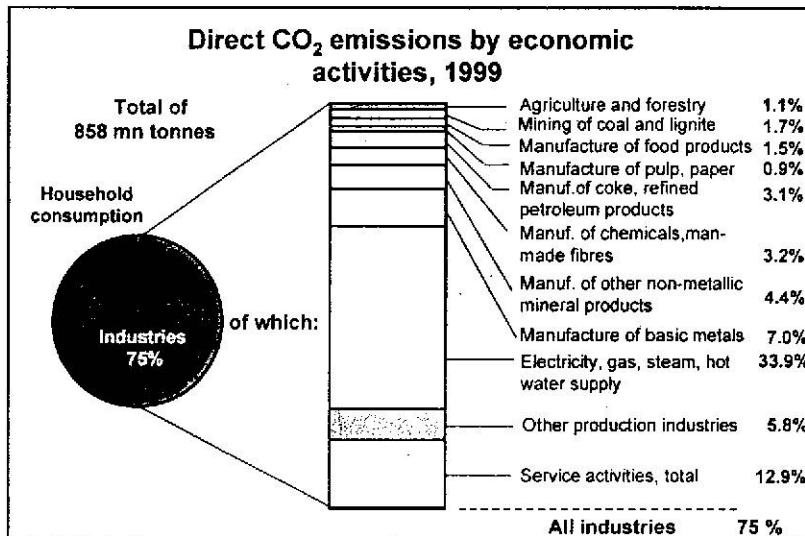 Direct CO₂ emissions by economic
activities, 1999
Total of
858 mn tonnes
Household
consumption
Industries
75%
of which:
Agriculture and forestry 1.1%
Mining of coal and lignite 1.7%
Manufacture of food products 1.5%
Manufacture of pulp, paper 0.9%
Manuf.of coke, refined 3.1%
petroleum products
Manuf. of chemicals,man-
made fibres 3.2%
Manuf. of other non-metallic
mineral products 4.4%
Manufacture of basic metals 7.0%
Electricity, gas, steam, hot 33.9%
water supply
Other production industries 5.8%
Service activities, total 12.9%
All industries 75 %